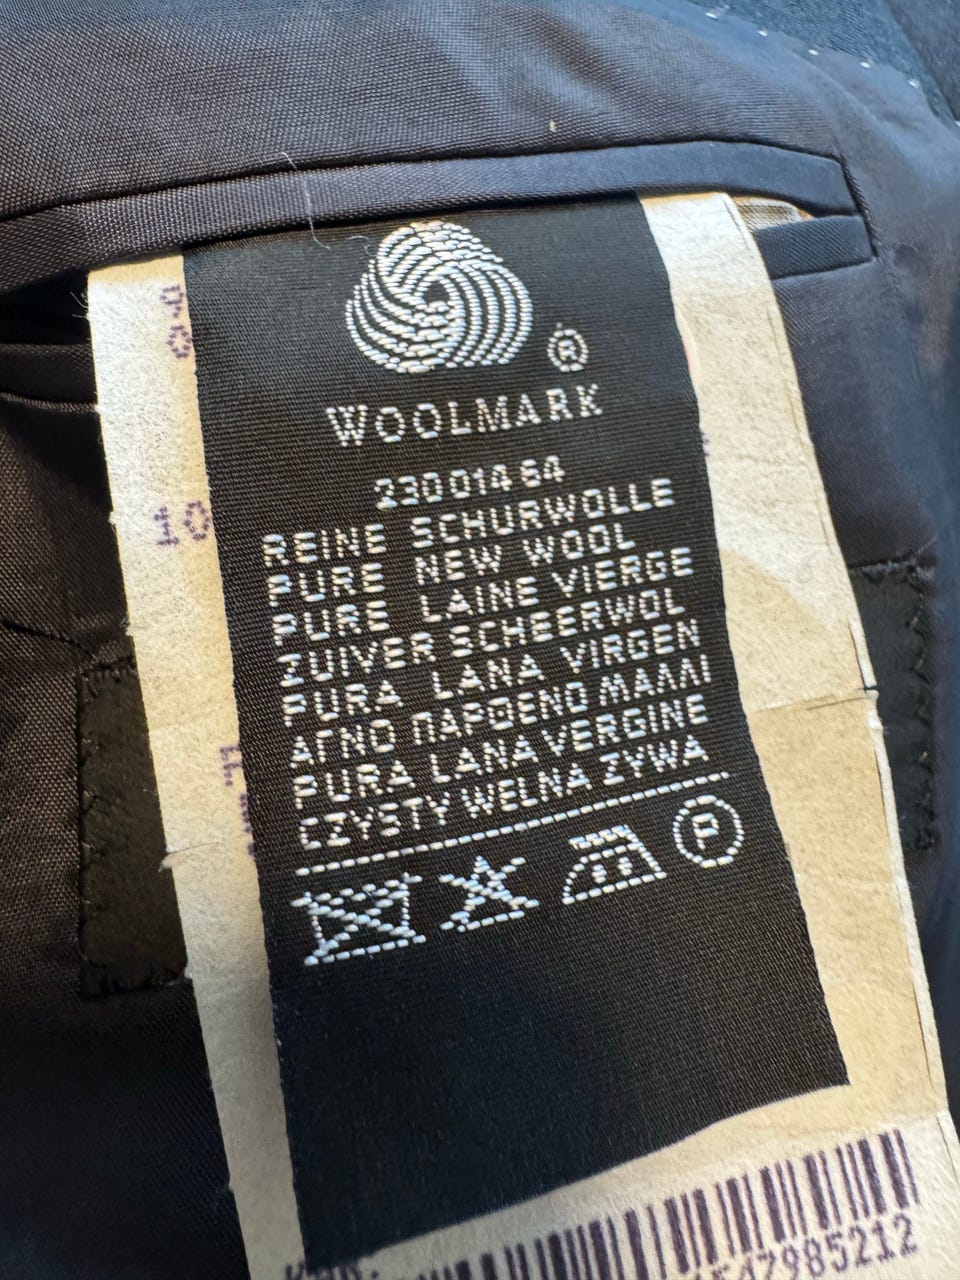 ®
WOOLMARK
230 014 64
REINE SCHURWOLLE
PURE NEW WOOL
PURE LAINE VIERGE
ZUIVER SCHEERWOL
PURA LANA VIRGEN
ΑΓΝΟ ΠΑΡΘΕΝΟ ΜΑΛΛΙ
PURA LANA VERGINE
CZYSTY WELNA ZYWA
P
7985212